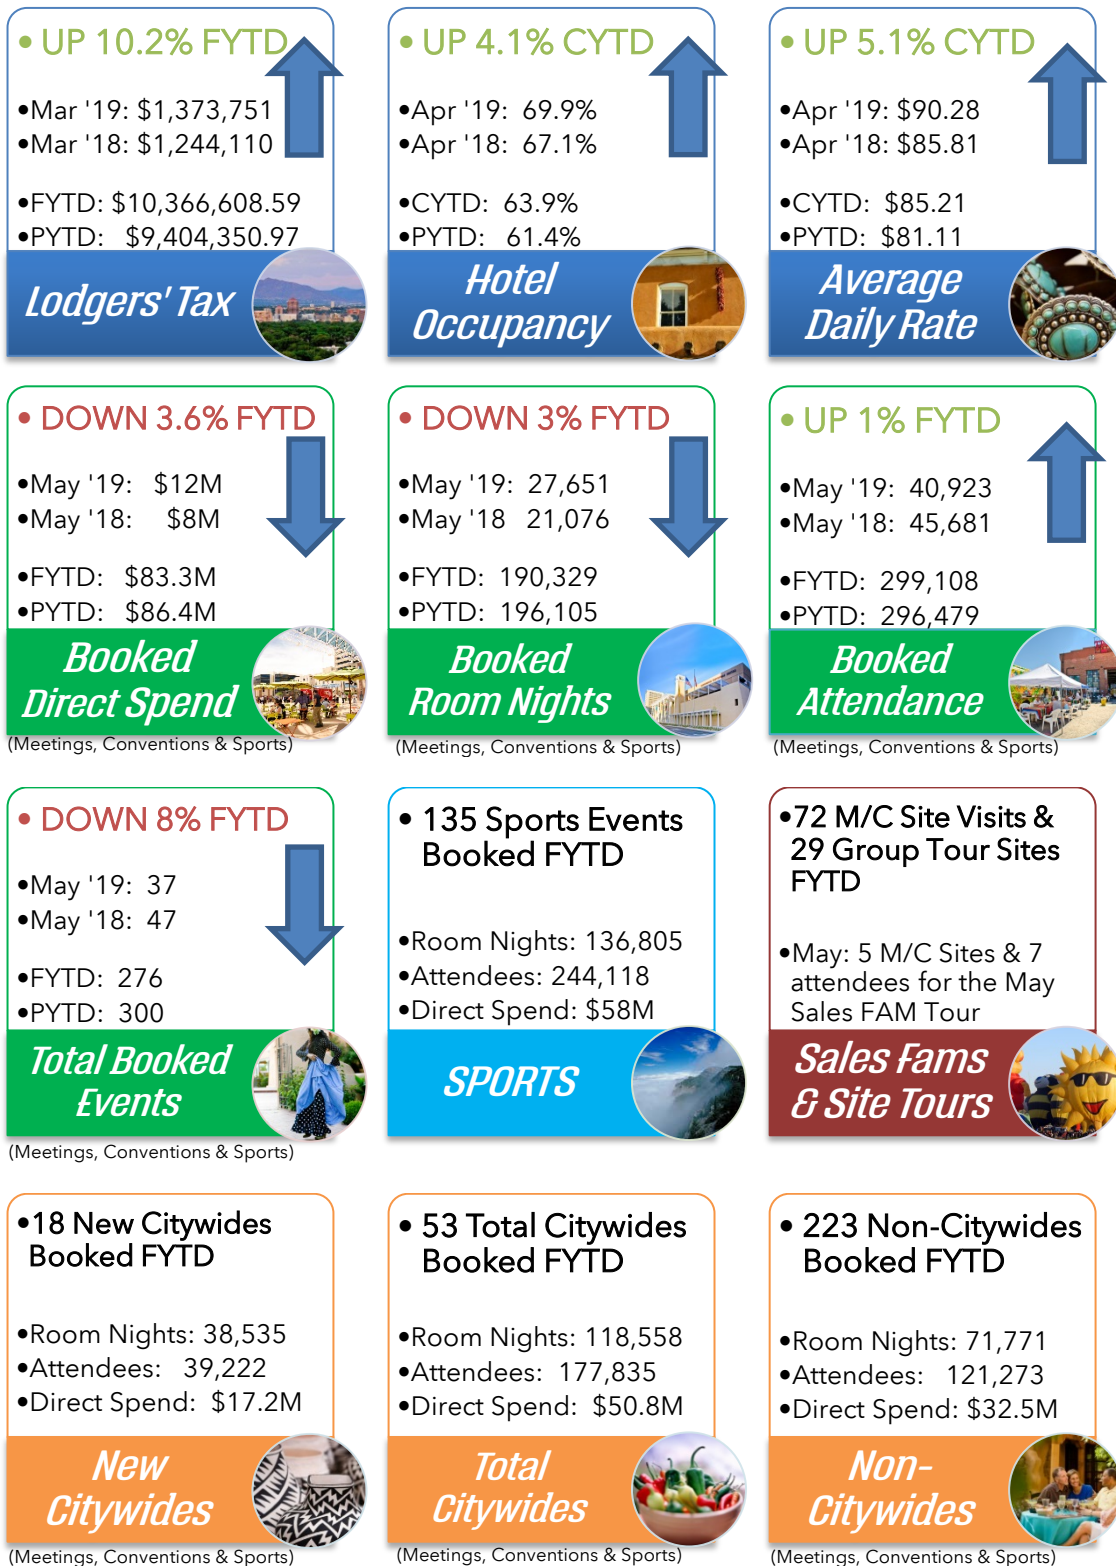 • UP 10.2% FYTD
•Mar '19: $1,373,751
•Mar '18: $1,244,110
•FYTD: $10,366,608.59
•PYTD: $9,404,350.97
Lodgers' Tax
• UP 4.1% CYTD
•Apr '19: 69.9%
•Apr '18: 67.1%
•CYTD: 63.9%
•PYTD: 61.4%
Hotel
Occupancy
• UP 5.1% CYTD
•Apr '19: $90.28
•Apr '18: $85.81
•CYTD: $85.21
•PYTD: $81.11
Average
Daily Rate
• DOWN 3.6% FYTD
•May '19: $12M
•May '18: $8M
•FYTD: $83.3M
•PYTD: $86.4M
Booked
Direct Spend
(Meetings, Conventions & Sports)
• DOWN 3% FYTD
•May '19: 27,651
•May '18 21,076
•FYTD: 190,329
•PYTD: 196,105
Booked
Room Nights
(Meetings, Conventions & Sports)
• UP 1% FYTD
•May '19: 40,923
•May '18: 45,681
•FYTD: 299,108
•PYTD: 296,479
Booked
Attendance
(Meetings, Conventions & Sports)
• DOWN 8% FYTD
•May '19: 37
•May '18: 47
•FYTD: 276
•PYTD: 300
Total Booked
Events
(Meetings, Conventions & Sports)
• 135 Sports Events
Booked FYTD
•Room Nights: 136,805
•Attendees: 244,118
•Direct Spend: $58M
SPORTS
•72 M/C Site Visits &
29 Group Tour Sites
FYTD
•May: 5 M/C Sites & 7
attendees for the May
Sales FAM Tour
Sales Fams
& Site Tours
•18 New Citywides
Booked FYTD
•Room Nights: 38,535
•Attendees: 39,222
•Direct Spend: $17.2M
New
Citywides
(Meetings, Conventions & Sports)
• 53 Total Citywides
Booked FYTD
•Room Nights: 118,558
•Attendees: 177,835
•Direct Spend: $50.8M
Total
Citywides
(Meetings, Conventions & Sports)
• 223 Non-Citywides
Booked FYTD
•Room Nights: 71,771
•Attendees: 121,273
•Direct Spend: $32.5M
Non-
Citywides
(Meetings, Conventions & Sports)